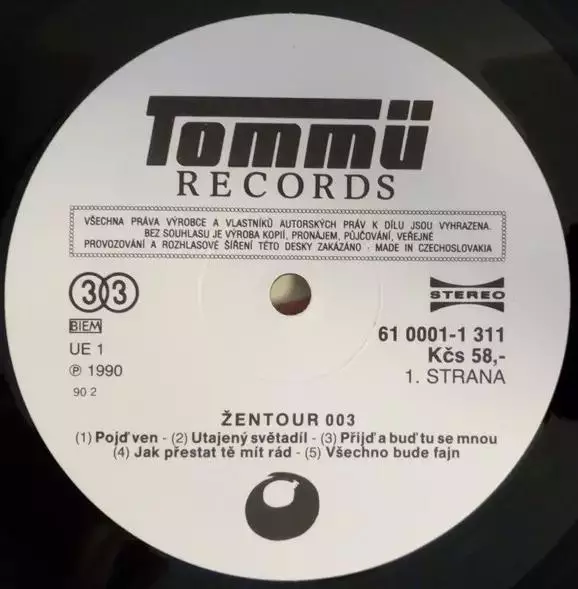 Tommü
RECORDS
VŠECHNA PRÁVA VÝROBCE A VLASTNÍKŮ AUTORSKÝCH PRÁV K DÍLU JSOU VYHRAZENA.
BEZ SOUHLASU JE VÝROBA KOPIÍ, PRONÁJEM, PŮJČOVÁNÍ, VEŘEJNÉ
PROVOZOVÁNÍ A ROZHLASOVÉ ŠÍŘENÍ TÉTO DESKY ZAKÁZÁNO · MADE IN CZECHOSLOVAKIA
33
BIEM
UE 1
℗ 1990
90 2
STEREO
61 0001-1 311
Kčs 58,-
1. STRANA
ŽENTOUR 003
(1) Pojď ven - (2) Utajený světadíl - (3) Přijď a buď tu se mnou
(4) Jak přestat tě mít rád - (5) Všechno bude fajn